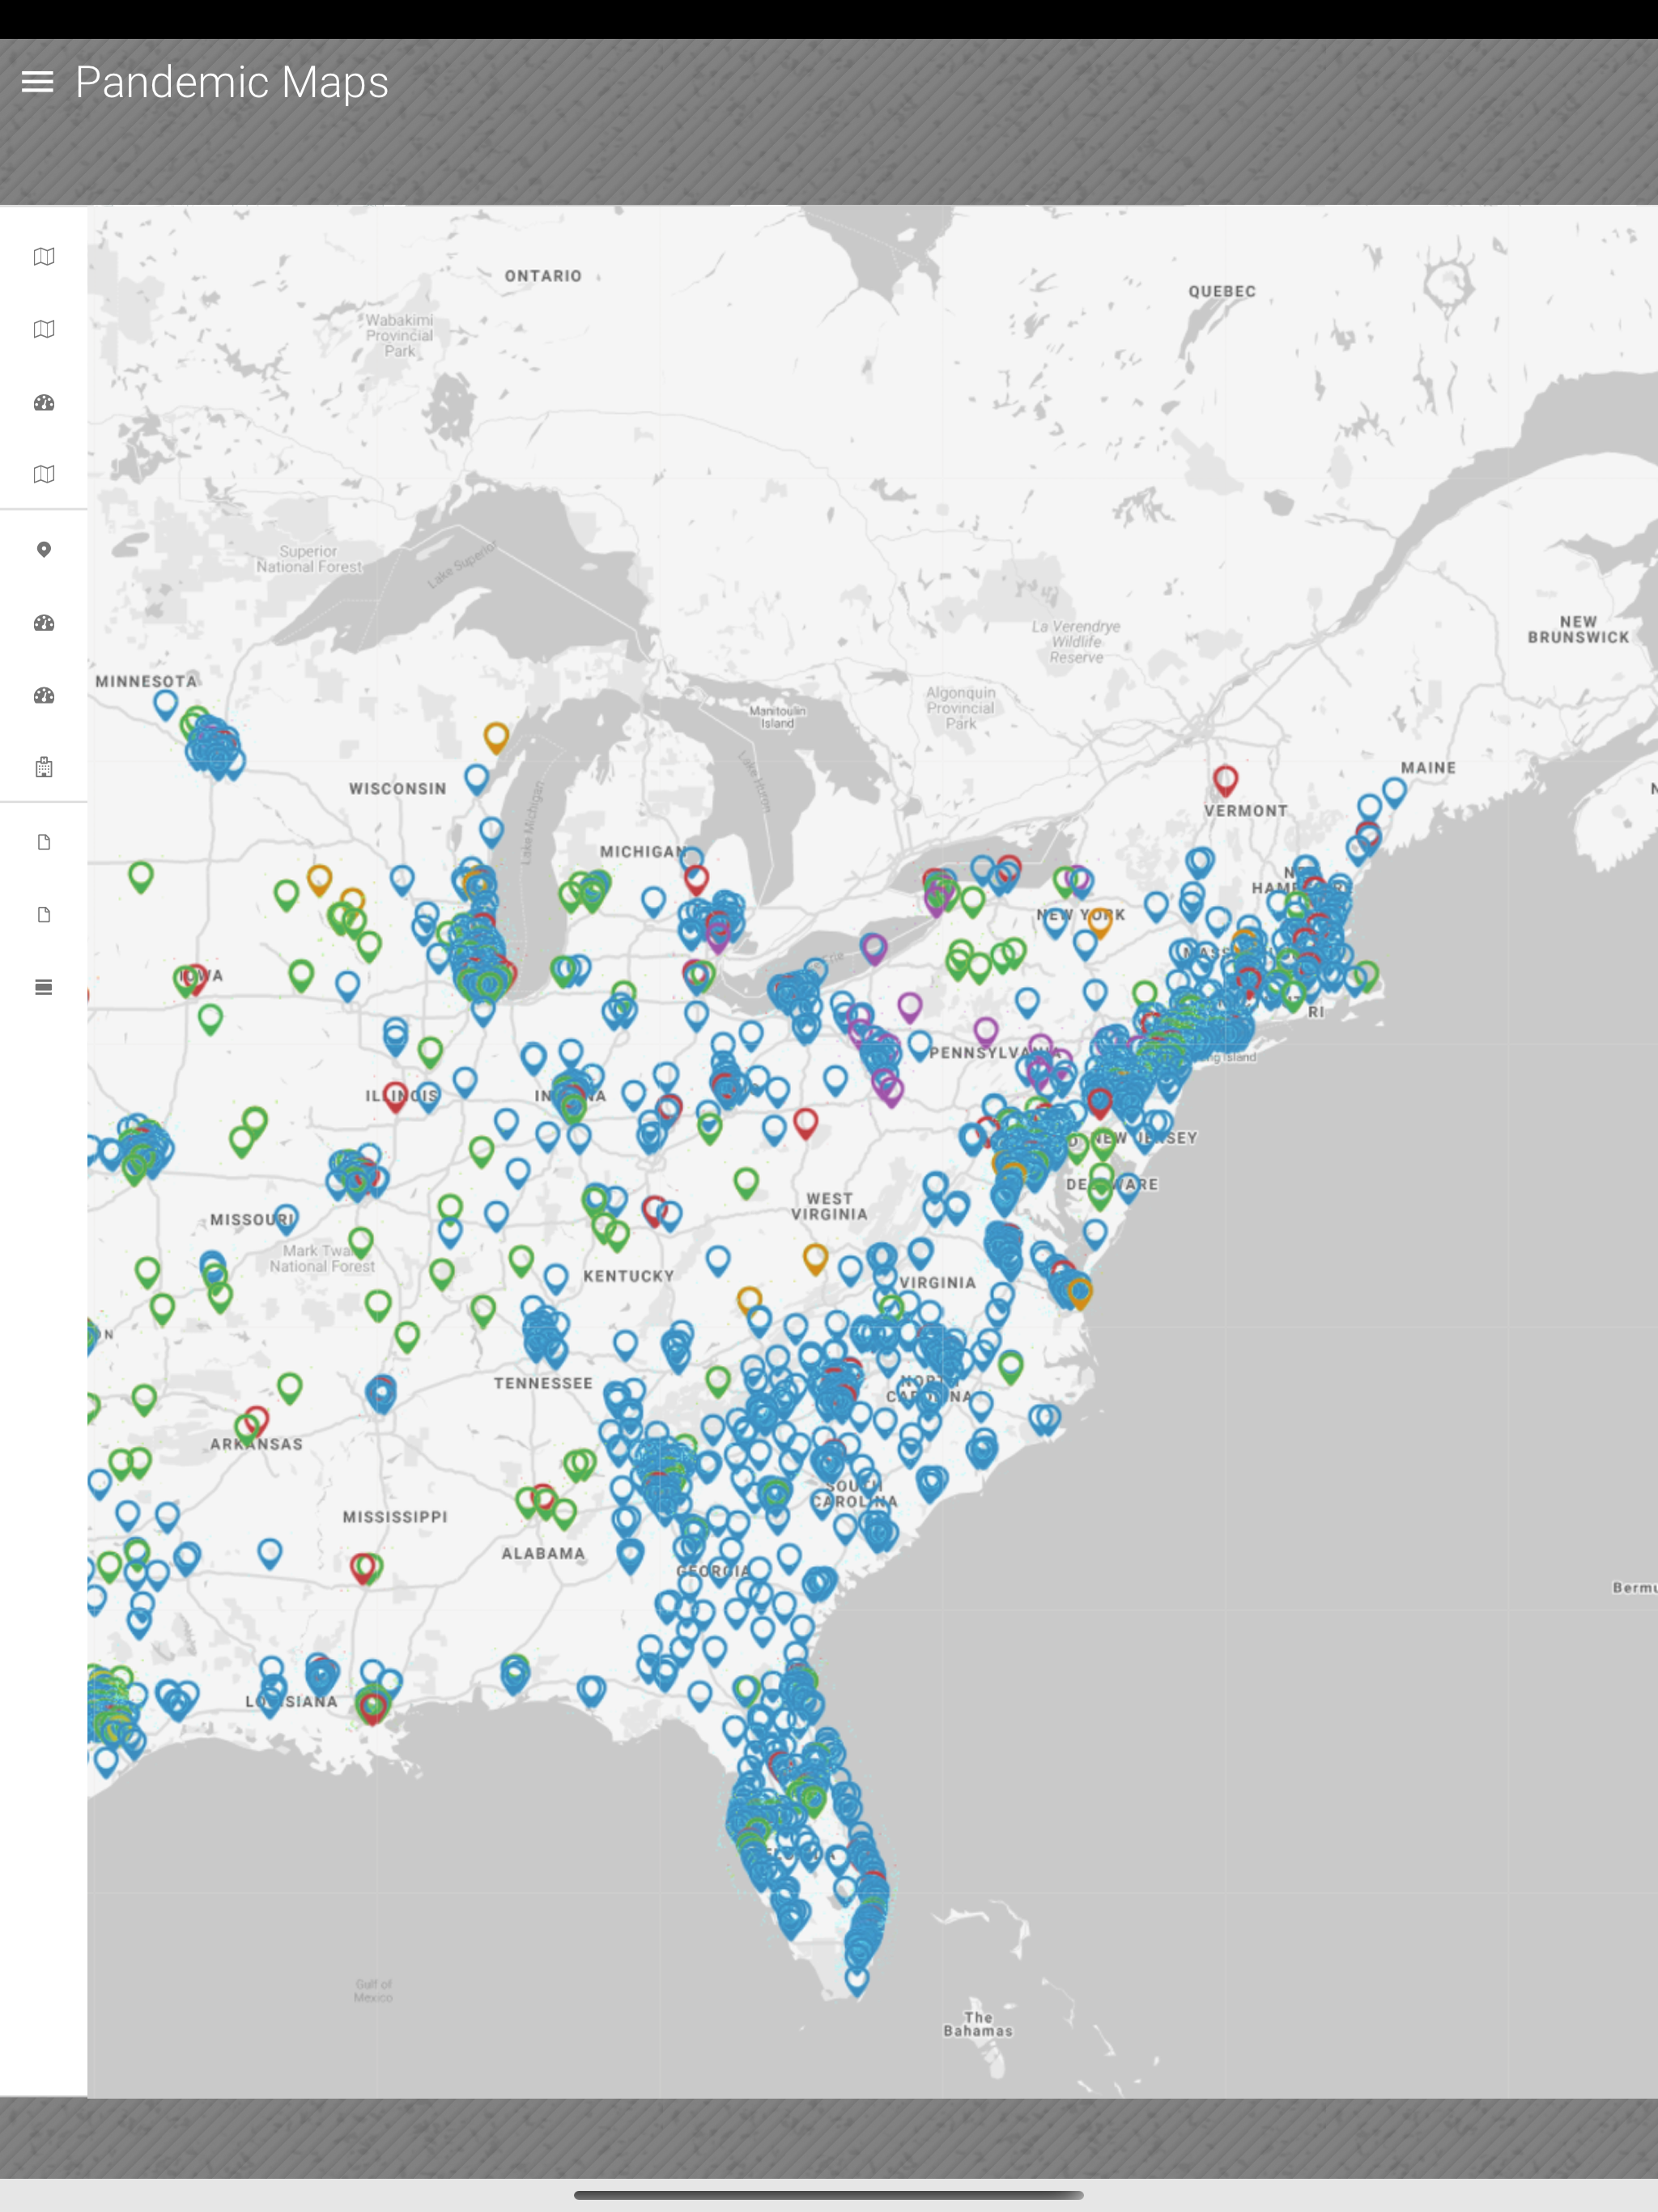 Pandemic Maps
ONTARIO
QUEBEC
Wabakimi
Provincial
Park
Superior
National Forest
Lake Superior
La Verendrye
Wildlife
Reserve
NEW
BRUNSWICK
MINNESOTA
Algonquin
Provincial
Park
Manitoulin
Island
Lake Huron
Lake Michigan
WISCONSIN
MAINE
VERMONT
MICHIGAN
NEW YORK
IOWA
RI
PENNSYLVANIA
ILLINOIS
NEW JERSEY
DELAWARE
WEST
VIRGINIA
MISSOURI
Mark Twain
National Forest
KENTUCKY
VIRGINIA
TENNESSEE
NORTH
CAROLINA
ARKANSAS
SOUTH
CAROLINA
MISSISSIPPI
ALABAMA
GEORGIA
Bermu
LOUISIANA
Gulf of
Mexico
The
Bahamas